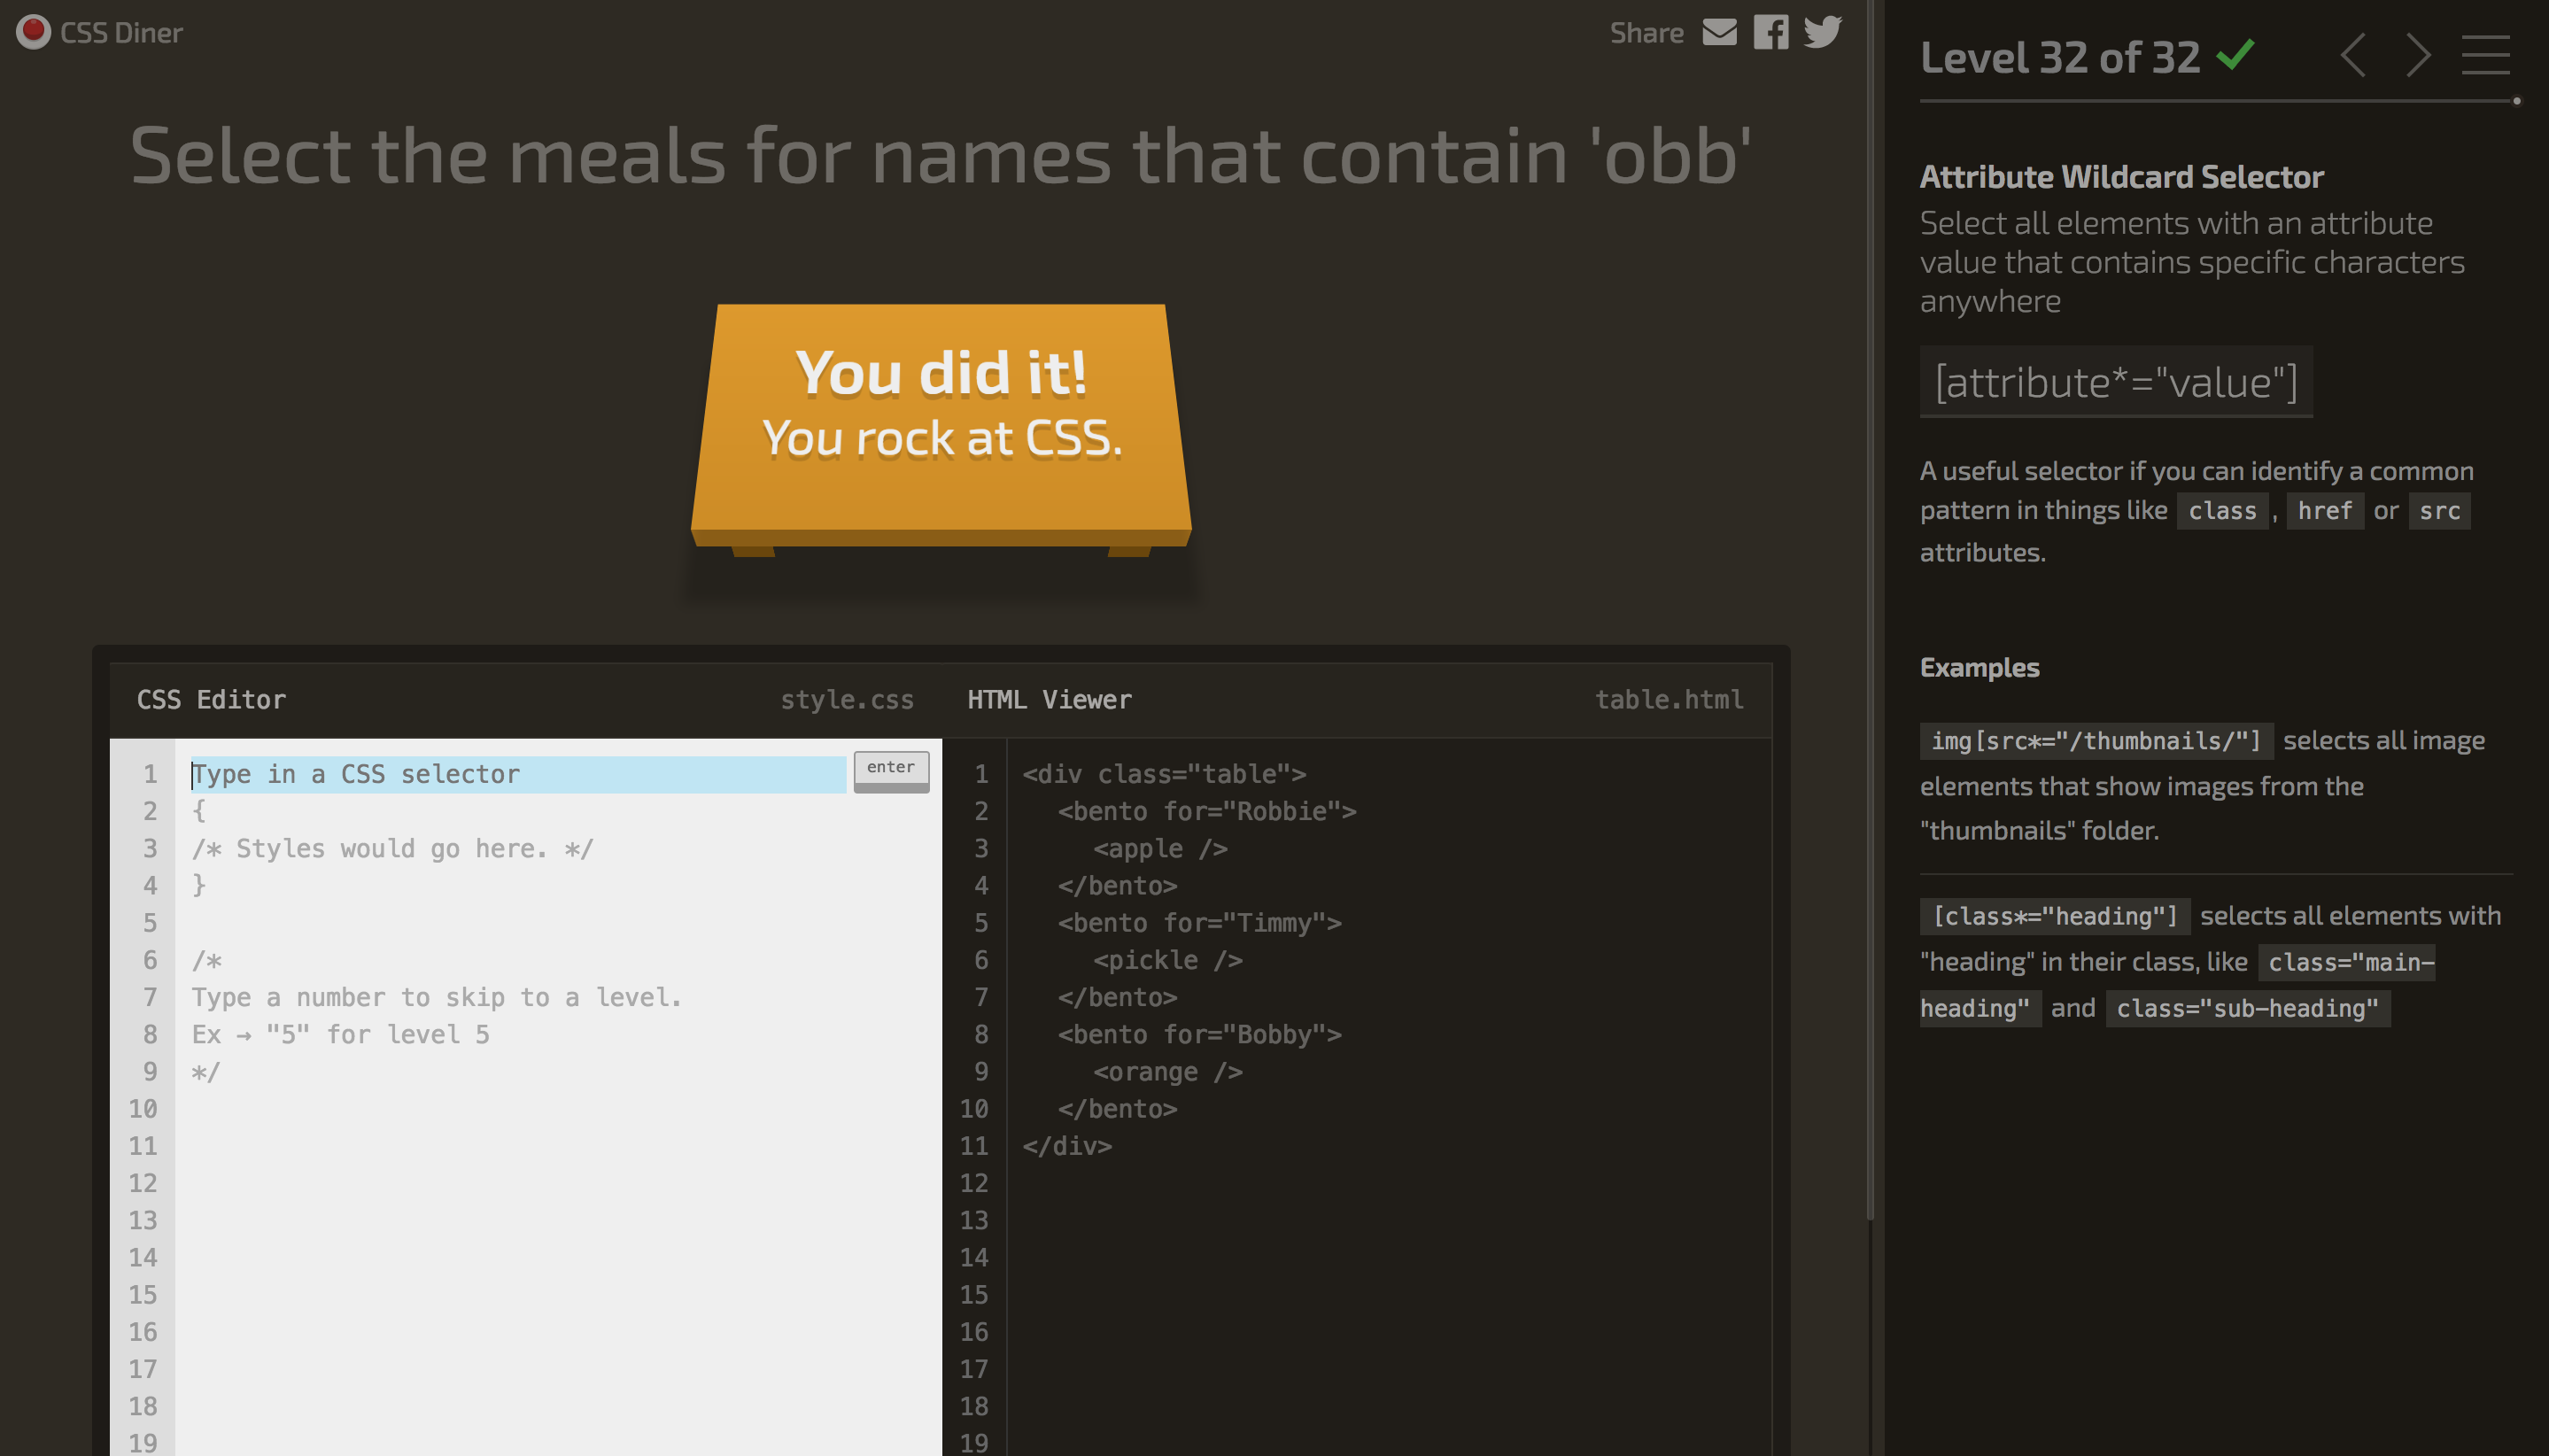 CSS Diner
Share
Select the meals for names that contain 'obb'
You did it!
You rock at CSS.
CSS Editor
style.css
1 Type in a CSS selector
enter
2 {
3 /* Styles would go here. */
4 }
5
6 /*
7 Type a number to skip to a level.
8 Ex → "5" for level 5
9 */
10
11
12
13
14
15
16
17
18
19
HTML Viewer
table.html
1 <div class="table">
2 <bento for="Robbie">
3 <apple />
4 </bento>
5 <bento for="Timmy">
6 <pickle />
7 </bento>
8 <bento for="Bobby">
9 <orange />
10 </bento>
11 </div>
12
13
14
15
16
17
18
19
Level 32 of 32
Attribute Wildcard Selector
Select all elements with an attribute
value that contains specific characters
anywhere
[attribute*="value"]
A useful selector if you can identify a common
pattern in things like class , href or src
attributes.
Examples
img[src*="/thumbnails/"] selects all image
elements that show images from the
"thumbnails" folder.
[class*="heading"] selects all elements with
"heading" in their class, like class="main-
heading" and class="sub-heading"